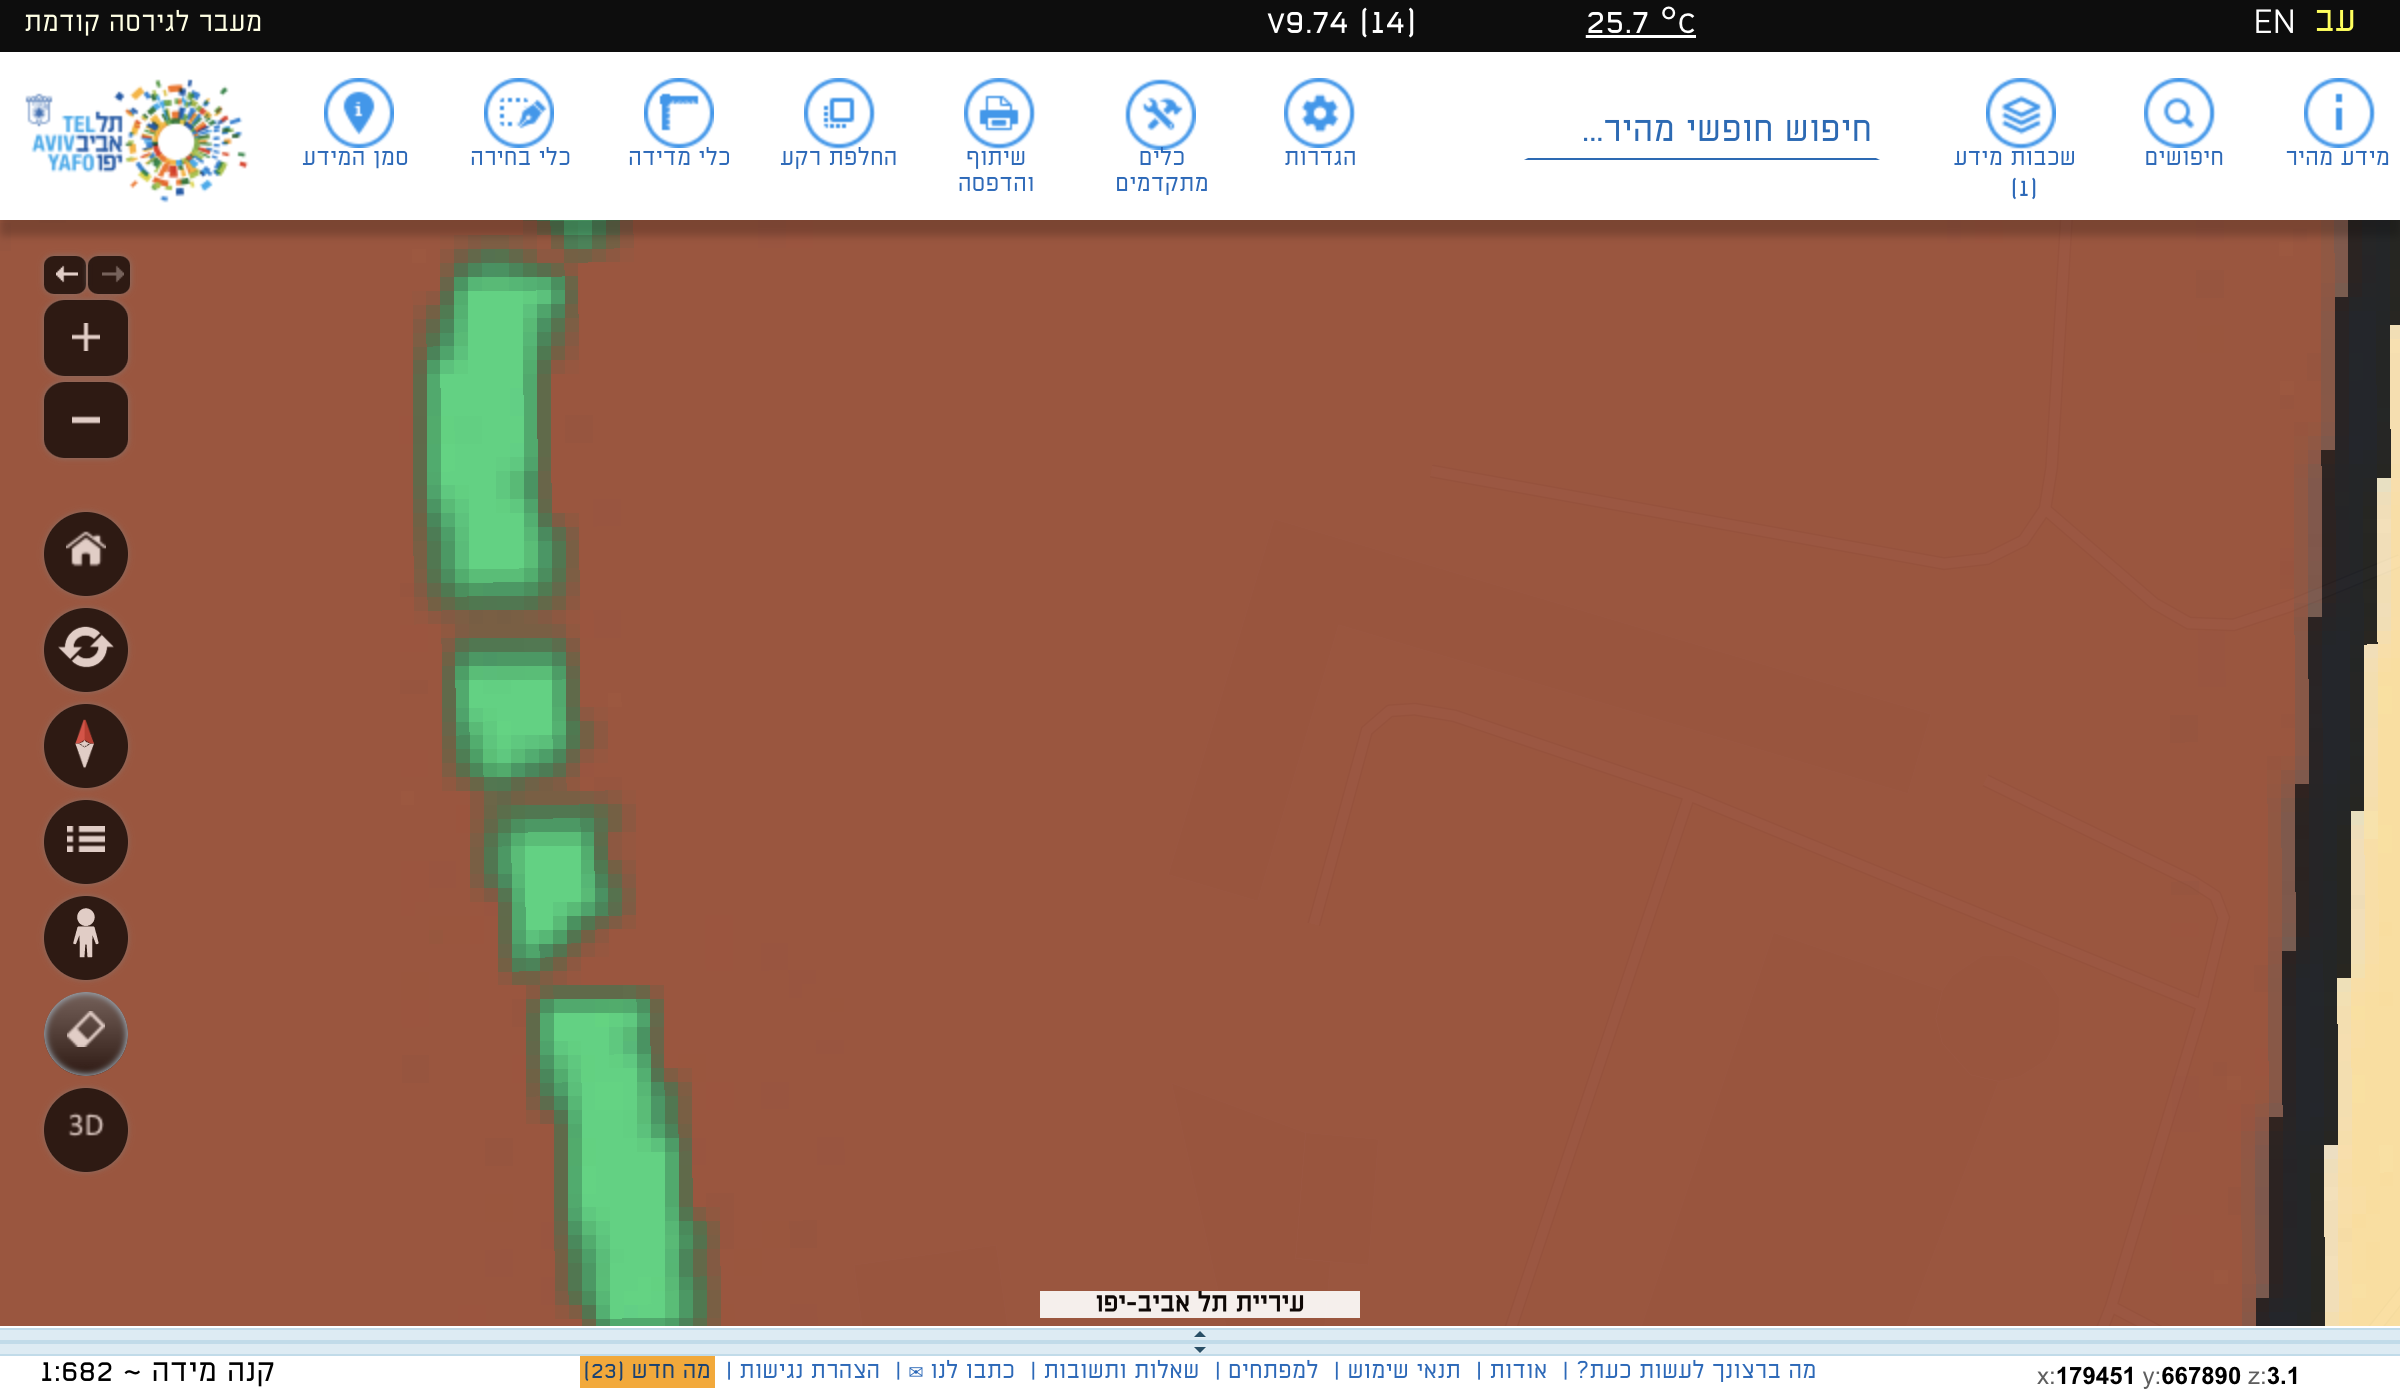 עב EN
25.7 °C
V9.74 (14)
מעבר לגירסה קודמת
מידע מהיר
חיפושים
שכבות מידע
(1)
חיפוש חופשי מהיר...
הגדרות
כלים
מתקדמים
שיתוף
והדפסה
החלפת רקע
כלי מדידה
כלי בחירה
סמן המידע
תל TEL
אביב AVIV
יפו YAFO
3D
עיריית תל אביב-יפו
קנה מידה ~ 1:682
מה ברצונך לעשות כעת? | אודות | תנאי שימוש | למפתחים | שאלות ותשובות | כתבו לנו ✉ | הצהרת נגישות | מה חדש (23)
x:179451 y:667890 z:3.1